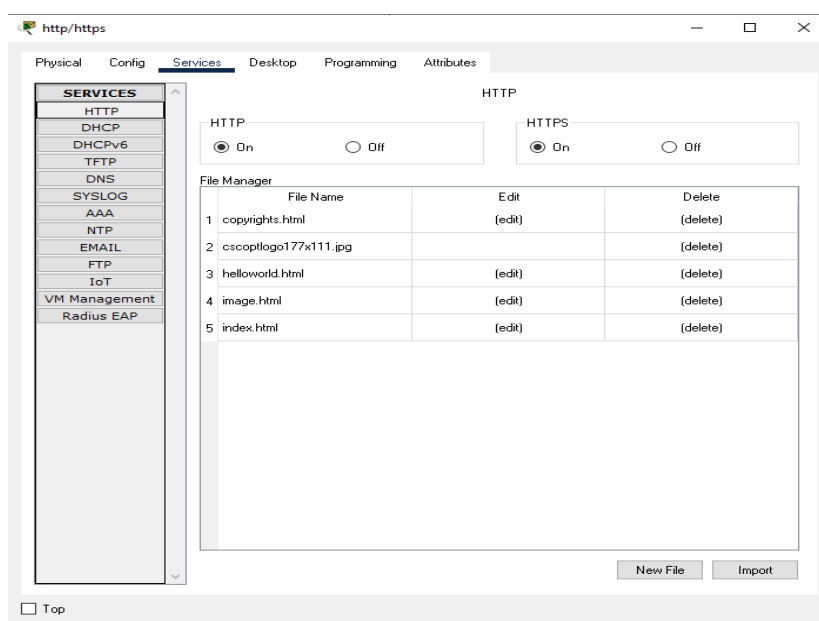 http/https
Physical Config Services Desktop Programming Attributes
SERVICES
HTTP
DHCP
DHCPv6
TFTP
DNS
SYSLOG
AAA
NTP
EMAIL
FTP
IoT
VM Management
Radius EAP
HTTP
HTTP
On Off
HTTPS
On Off
File Manager
File Name Edit Delete
1 copyrights.html (edit) (delete)
2 cscoptlogo177x111.jpg (delete)
3 helloworld.html (edit) (delete)
4 image.html (edit) (delete)
5 index.html (edit) (delete)
New File Import
Top